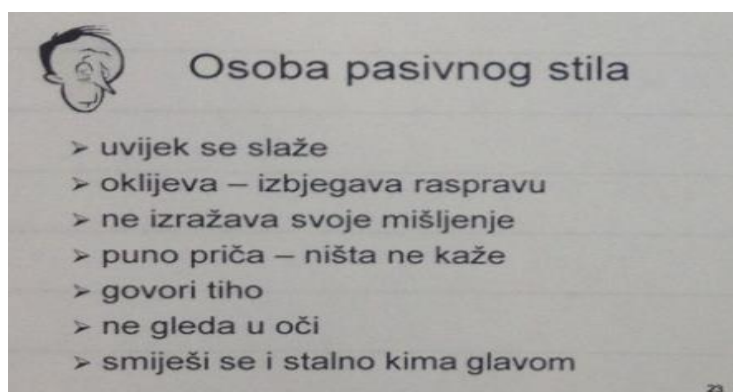 Osoba pasivnog stila
➢ uvijek se slaže
➢ oklijeva – izbjegava raspravu
➢ ne izražava svoje mišljenje
➢ puno priča – ništa ne kaže
➢ govori tiho
➢ ne gleda u oči
➢ smiješi se i stalno kima glavom
23